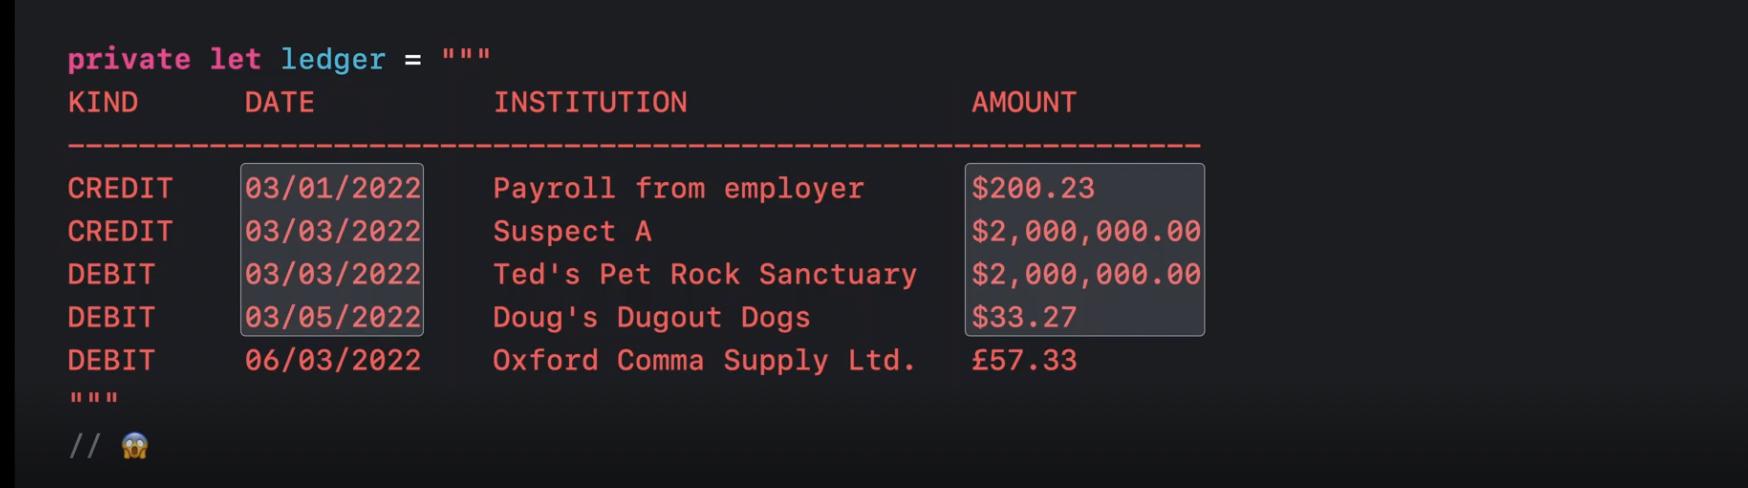 private let ledger = """
KIND DATE INSTITUTION AMOUNT
----------------------------------------------------------------
CREDIT 03/01/2022 Payroll from employer $200.23
CREDIT 03/03/2022 Suspect A $2,000,000.00
DEBIT 03/03/2022 Ted's Pet Rock Sanctuary $2,000,000.00
DEBIT 03/05/2022 Doug's Dugout Dogs $33.27
DEBIT 06/03/2022 Oxford Comma Supply Ltd. £57.33
"""
// 😱